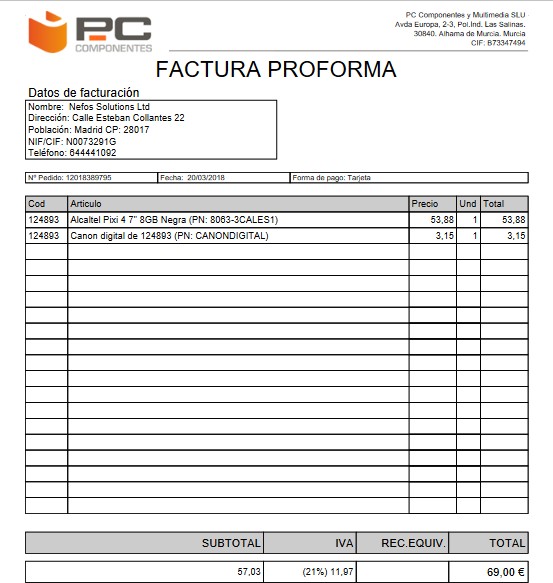 PC
COMPONENTES
PC Componentes y Multimedia SLU
Avda Europa, 2-3, Pol.Ind. Las Salinas.
30840. Alhama de Murcia. Murcia
CIF: B73347494
FACTURA PROFORMA
Datos de facturación
Nombre: Nefos Solutions Ltd
Dirección: Calle Esteban Collantes 22
Población: Madrid CP: 28017
NIF/CIF: N0073291G
Teléfono: 644441092
Nº Pedido: 12018389795 Fecha: 20/03/2018 Forma de pago: Tarjeta
Cod Articulo Precio Und Total
124893 Alcaltel Pixi 4 7" 8GB Negra (PN: 8063-3CALES1) 53,88 1 53,88
124893 Canon digital de 124893 (PN: CANONDIGITAL) 3,15 1 3,15
SUBTOTAL IVA REC.EQUIV. TOTAL
57,03 (21%) 11,97 69,00 €